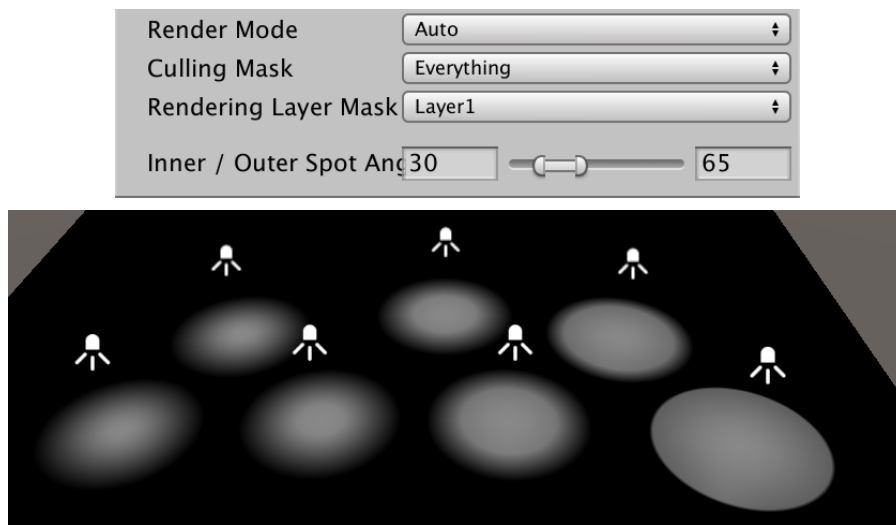 Render Mode Auto
Culling Mask Everything
Rendering Layer Mask Layer1
Inner / Outer Spot Ang 30 65